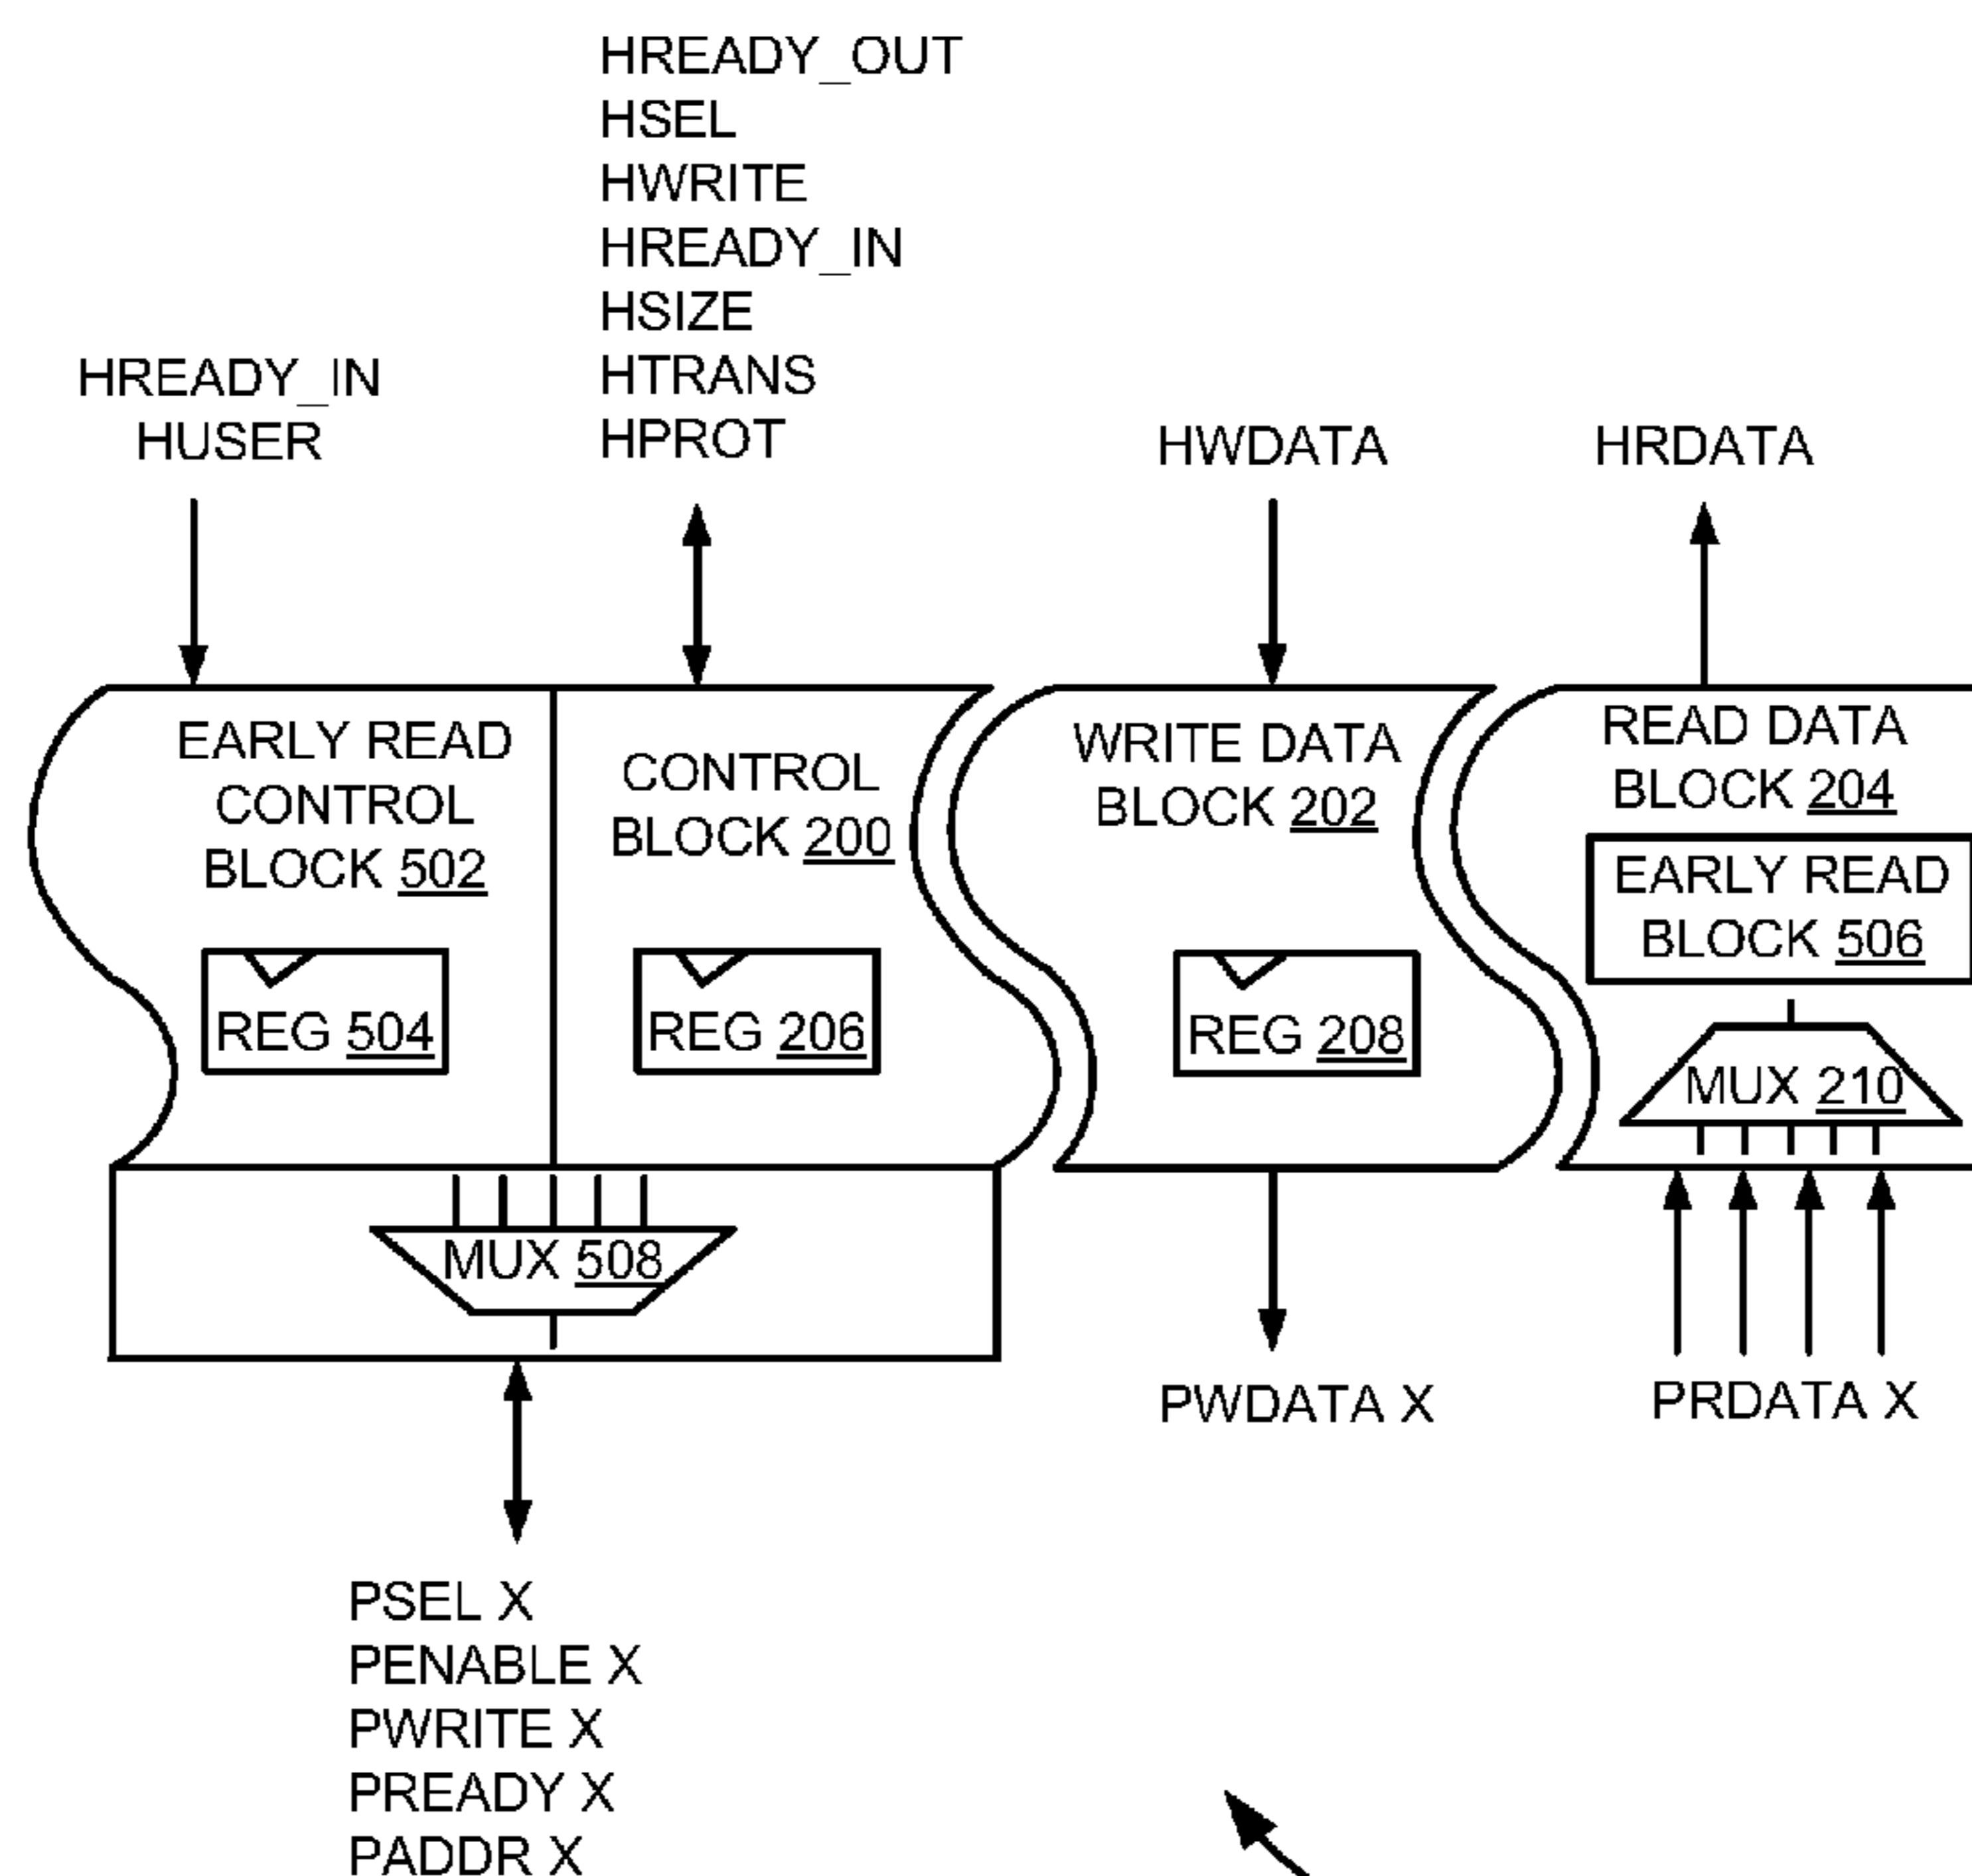 HREADY_OUT
HSEL
HWRITE
HREADY_IN
HSIZE
HTRANS
HPROT
HREADY_IN
HUSER
HWDATA
HRDATA
EARLY READ
CONTROL
BLOCK 502
REG 504
CONTROL
BLOCK 200
REG 206
WRITE DATA
BLOCK 202
REG 208
READ DATA
BLOCK 204
EARLY READ
BLOCK 506
MUX 210
MUX 508
PWDATA X
PRDATA X
PSEL X
PENABLE X
PWRITE X
PREADY X
PADDR X